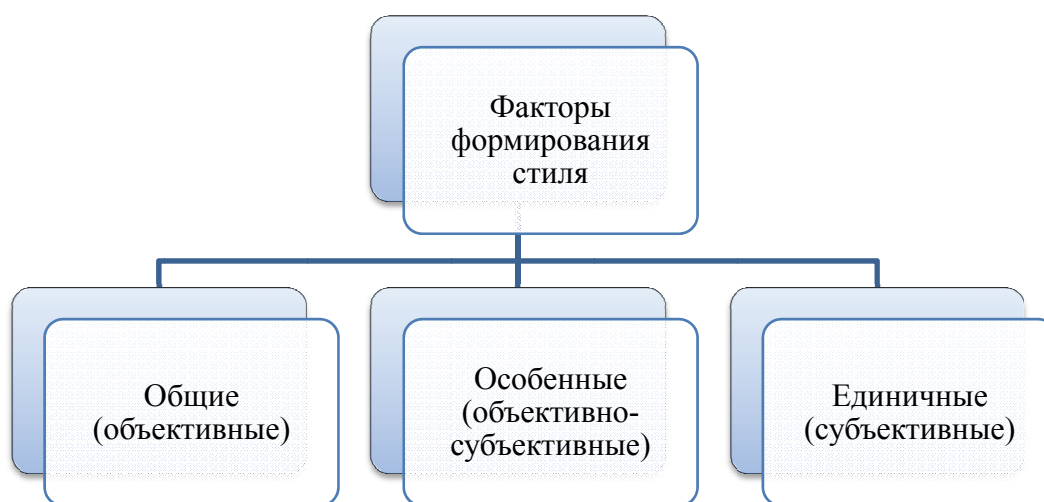 Факторы
формирования
стиля
Общие
(объективные)
Особенные
(объективно-
субъективные)
Единичные
(субъективные)